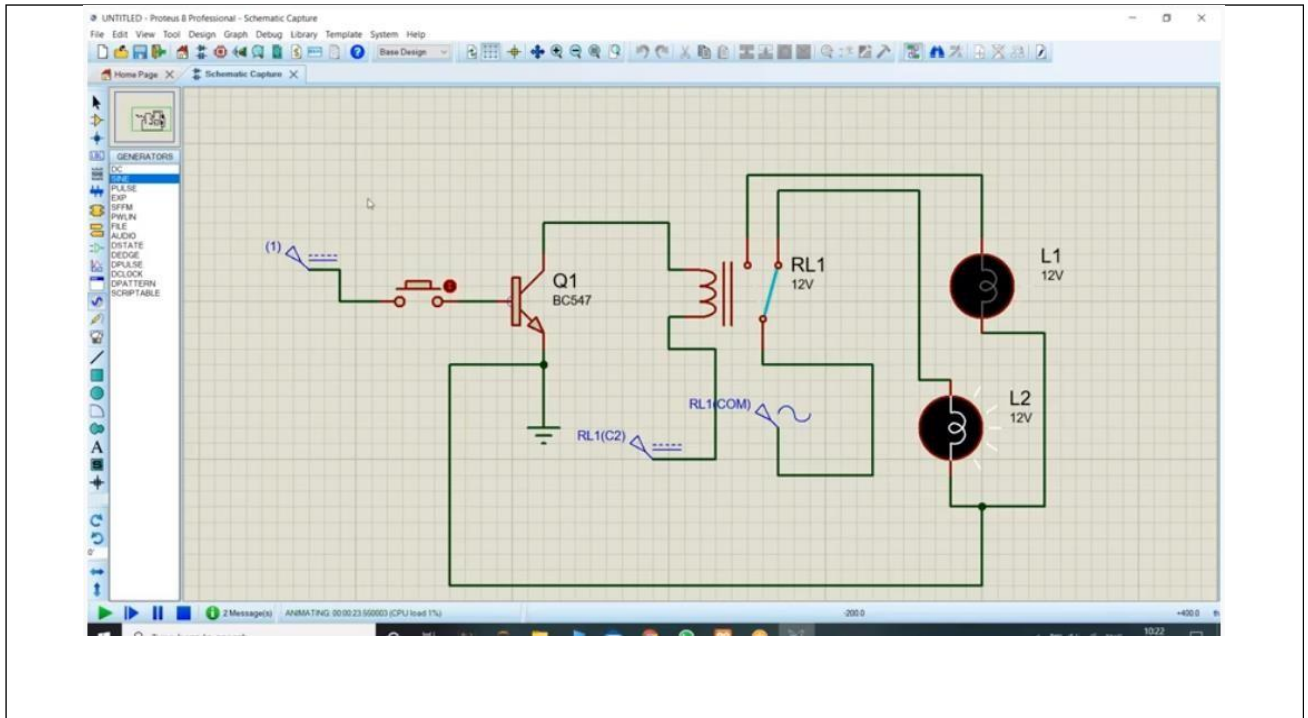 UNTITLED - Proteus 8 Professional - Schematic Capture
File Edit View Tool Design Graph Debug Library Template System Help
Base Design
Home Page X Schematic Capture X
GENERATORS
DC
SINE
PULSE
EXP
SFFM
PWLIN
FILE
AUDIO
DSTATE
DEDGE
DPULSE
DCLOCK
DPATTERN
SCRIPTABLE
(1)
Q1
BC547
RL1
12V
L1
12V
RL1(COM)
RL1(C2)
L2
12V
2 Message(s) ANIMATING: 00:00:23.550003 (CPU load 1%) -200.0 +400.0 th
10:22